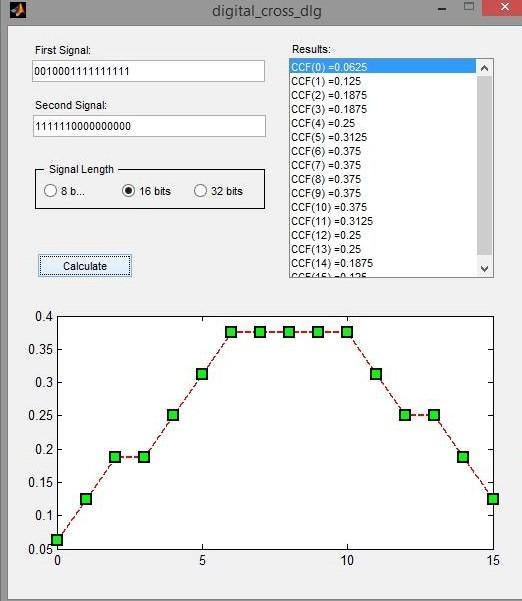 digital_cross_dlg
First Signal:
0010001111111111
Second Signal:
1111110000000000
Signal Length
8 b... 16 bits 32 bits
Calculate
Results:
CCF(0) =0.0625
CCF(1) =0.125
CCF(2) =0.1875
CCF(3) =0.1875
CCF(4) =0.25
CCF(5) =0.3125
CCF(6) =0.375
CCF(7) =0.375
CCF(8) =0.375
CCF(9) =0.375
CCF(10) =0.375
CCF(11) =0.3125
CCF(12) =0.25
CCF(13) =0.25
CCF(14) =0.1875
CCF(15) =0.125
0.4
0.35
0.3
0.25
0.2
0.15
0.1
0.05
0 5 10 15